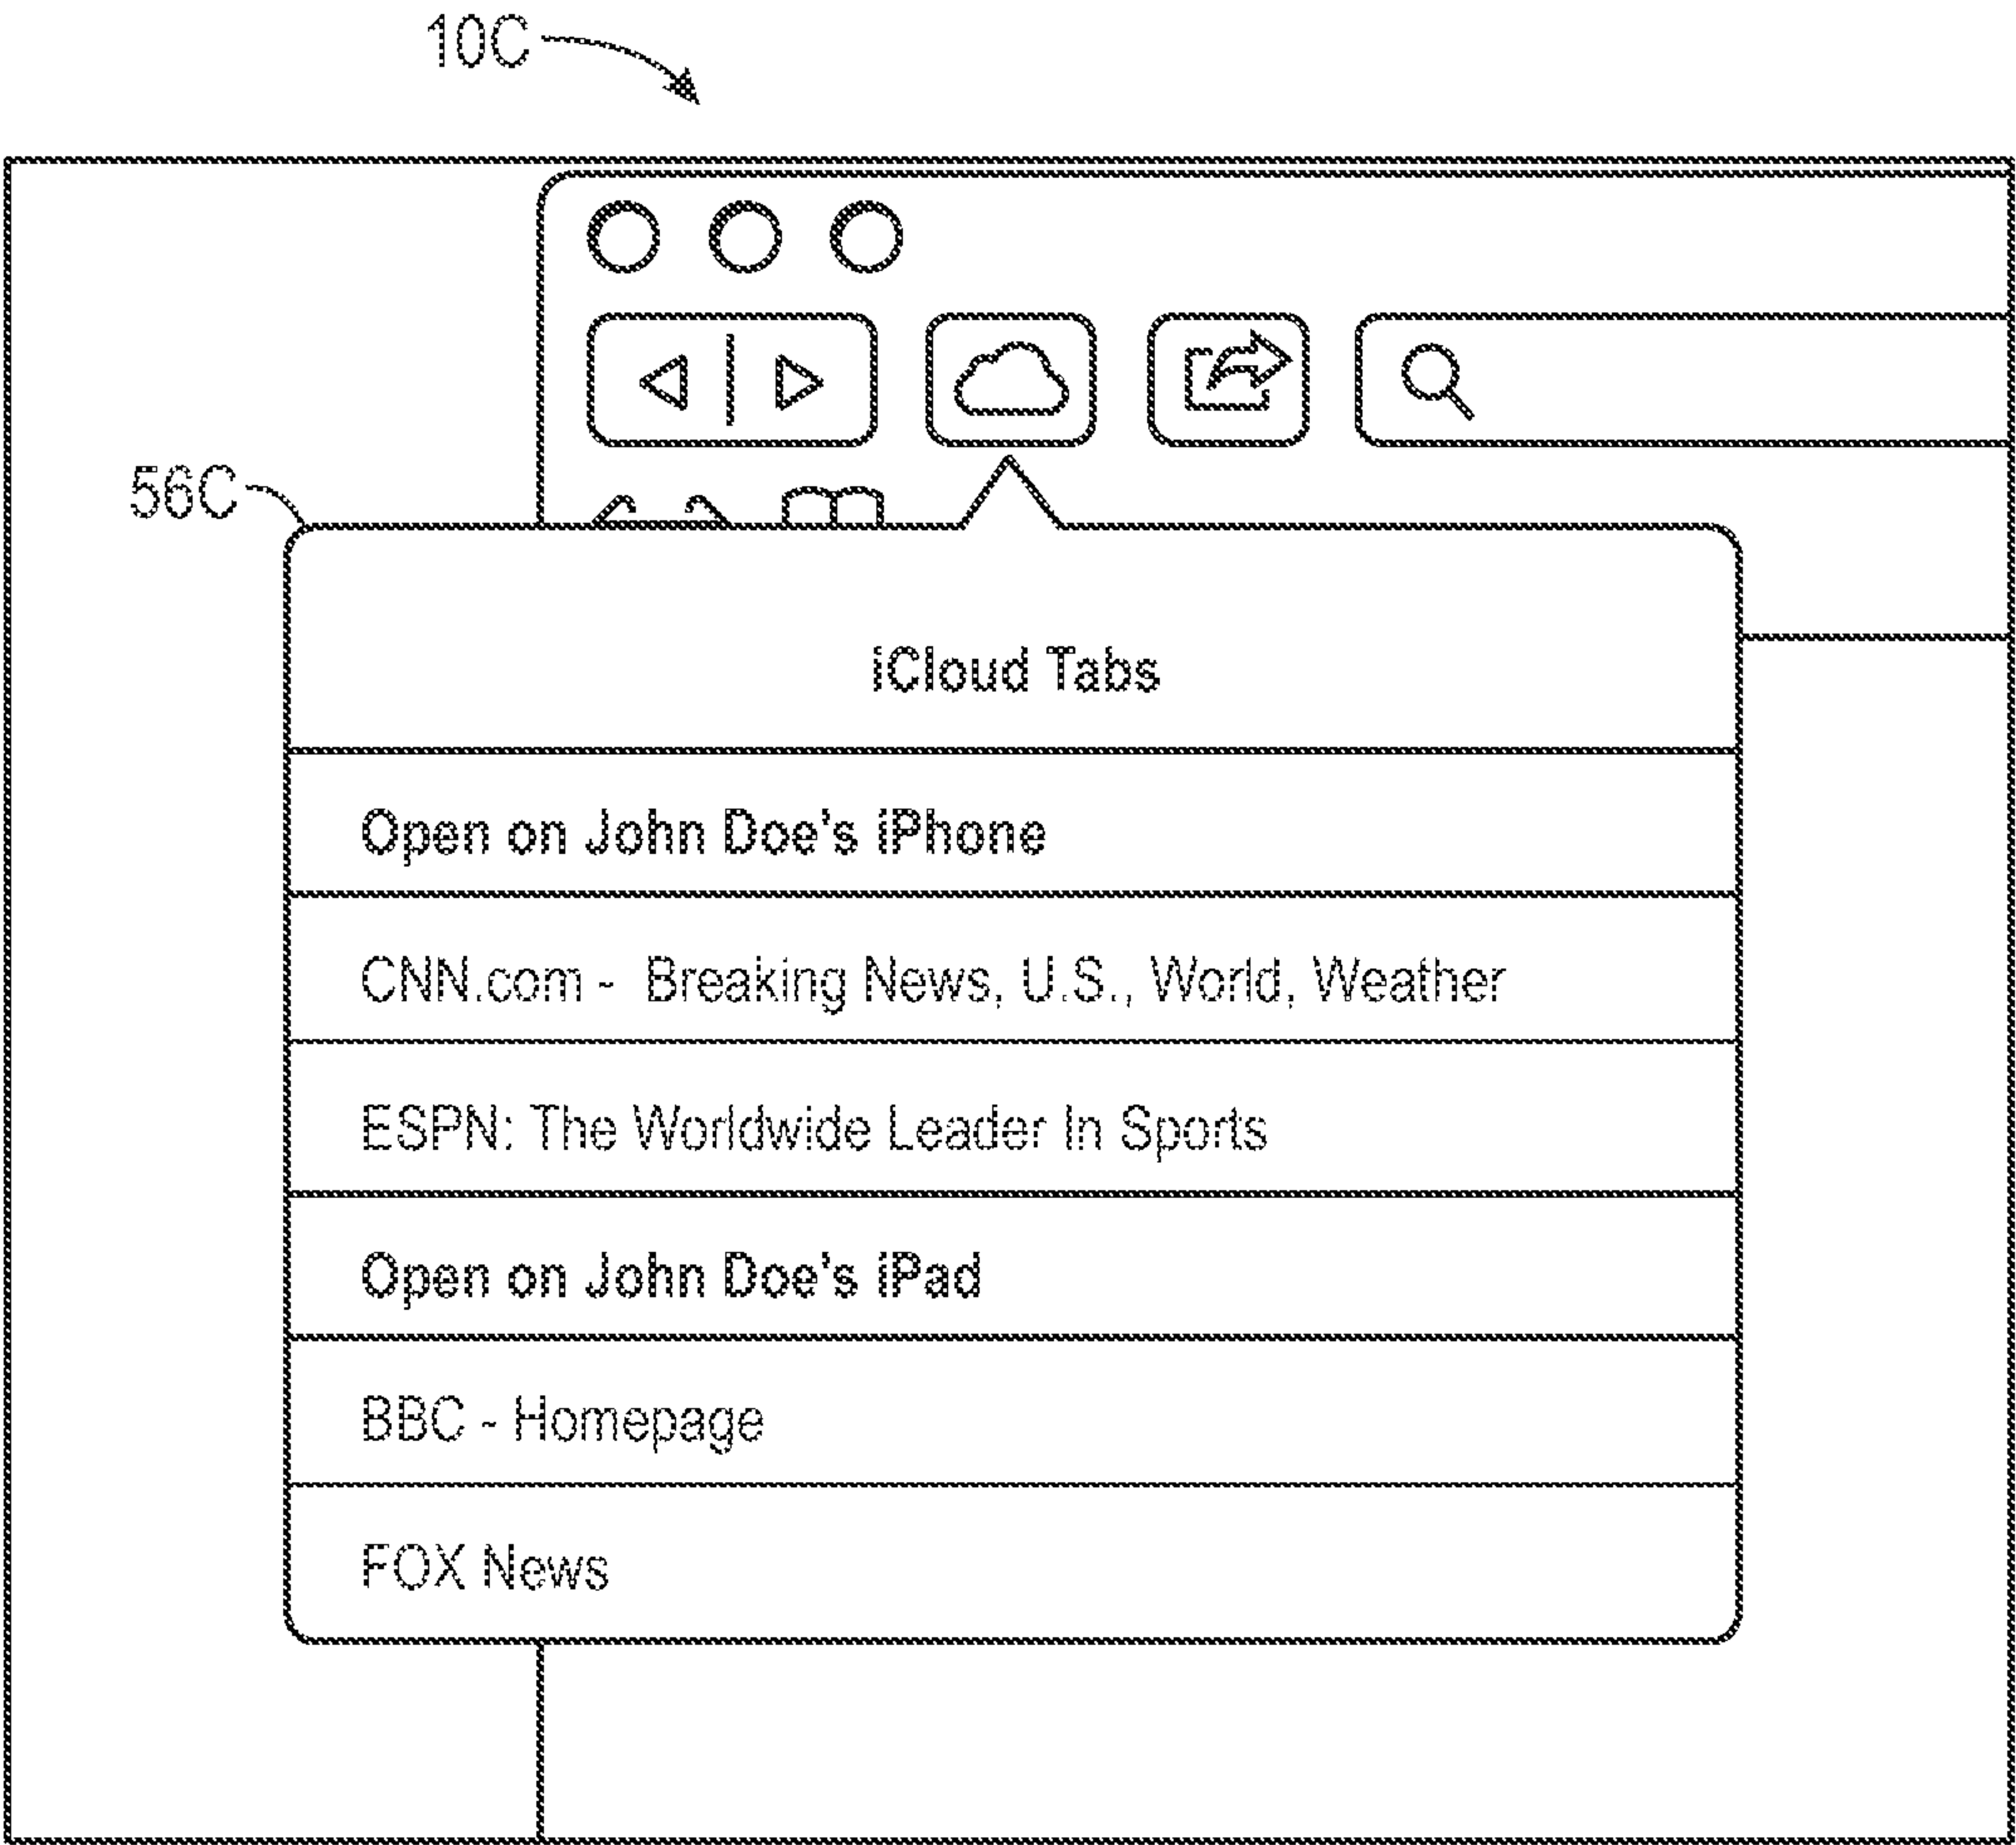 10C
56C
iCloud Tabs
Open on John Doe's iPhone
CNN.com - Breaking News, U.S., World, Weather
ESPN: The Worldwide Leader In Sports
Open on John Doe's iPad
BBC - Homepage
FOX News